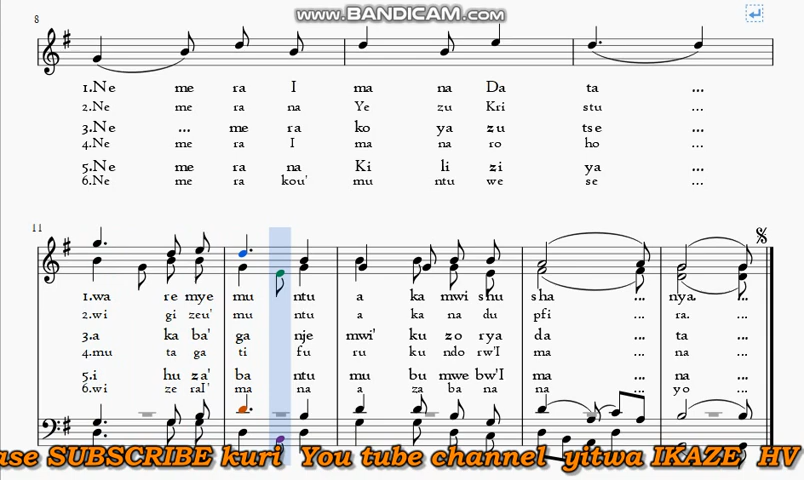 www.BANDICAM.com
8
1.Ne me ra I ma na Da ta ...
2.Ne me ra na Ye zu Kri stu ...
3.Ne ... me ra ko ya zu tse ...
4.Ne me ra I ma na ro ho ...
5.Ne me ra na Ki li zi ya ...
6.Ne me ra kou' mu ntu we se ...
11
1.wa re mye mu ntu a ka mwi shu sha ... nya.
2.wi gi zeu' mu ntu a ka na du pfi ... ra.
3.a ka ba' ga nje mwi' ku zo rya da ... ta
4.mu ta ga ti fu ru ku ndo rw'I ma ... na
5.i hu za' ba ntu mu bu mwe bw'I ma ... na
6.wi ze raI' ma na a za ba na na ... yo
ase SUBSCRIBE kuri You tube channel yitwa IKAZE HV